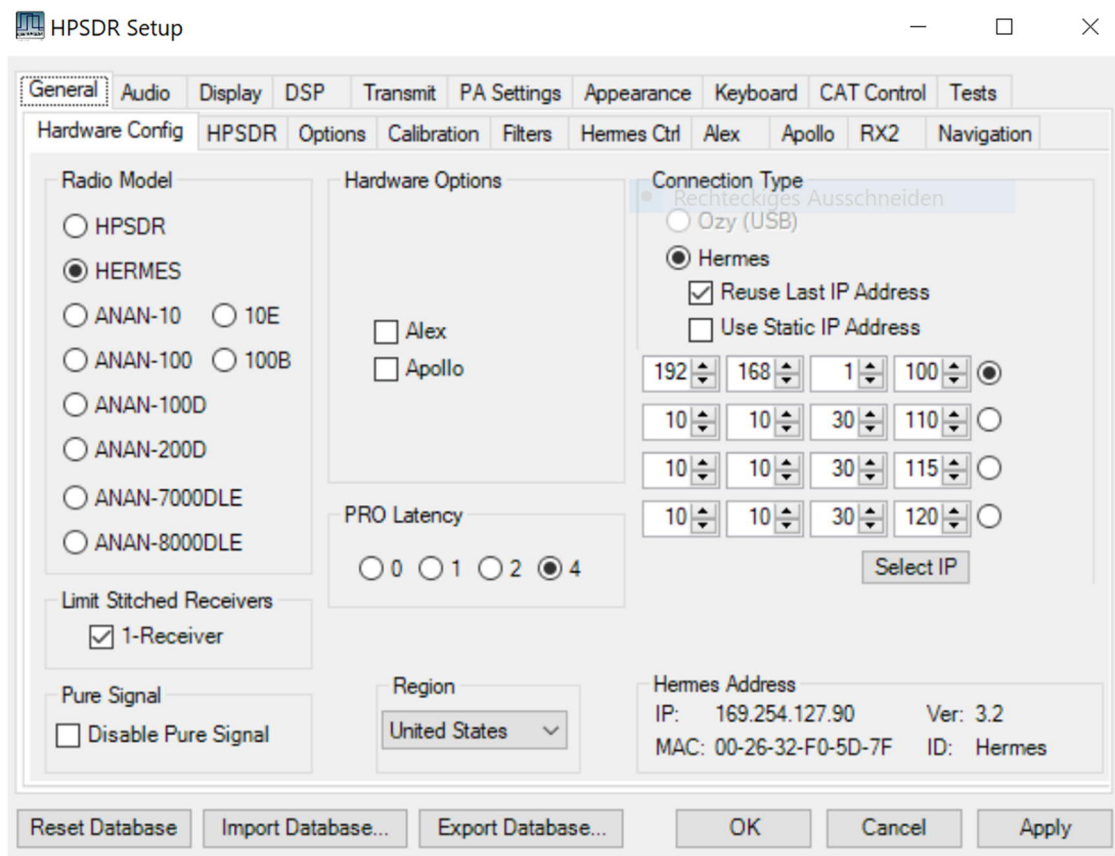 HPSDR Setup
General Audio Display DSP Transmit PA Settings Appearance Keyboard CAT Control Tests
Hardware Config HPSDR Options Calibration Filters Hermes Ctrl Alex Apollo RX2 Navigation
Radio Model
HPSDR
HERMES
ANAN-10 10E
ANAN-100 100B
ANAN-100D
ANAN-200D
ANAN-7000DLE
ANAN-8000DLE
Limit Stitched Receivers
1-Receiver
Pure Signal
Disable Pure Signal
Hardware Options
Alex
Apollo
PRO Latency
0 1 2 4
Region
United States
Connection Type
Rechteckiges Ausschneiden
Ozy (USB)
Hermes
Reuse Last IP Address
Use Static IP Address
192 168 1 100
10 10 30 110
10 10 30 115
10 10 30 120
Select IP
Hermes Address
IP: 169.254.127.90 Ver: 3.2
MAC: 00-26-32-F0-5D-7F ID: Hermes
Reset Database Import Database... Export Database... OK Cancel Apply